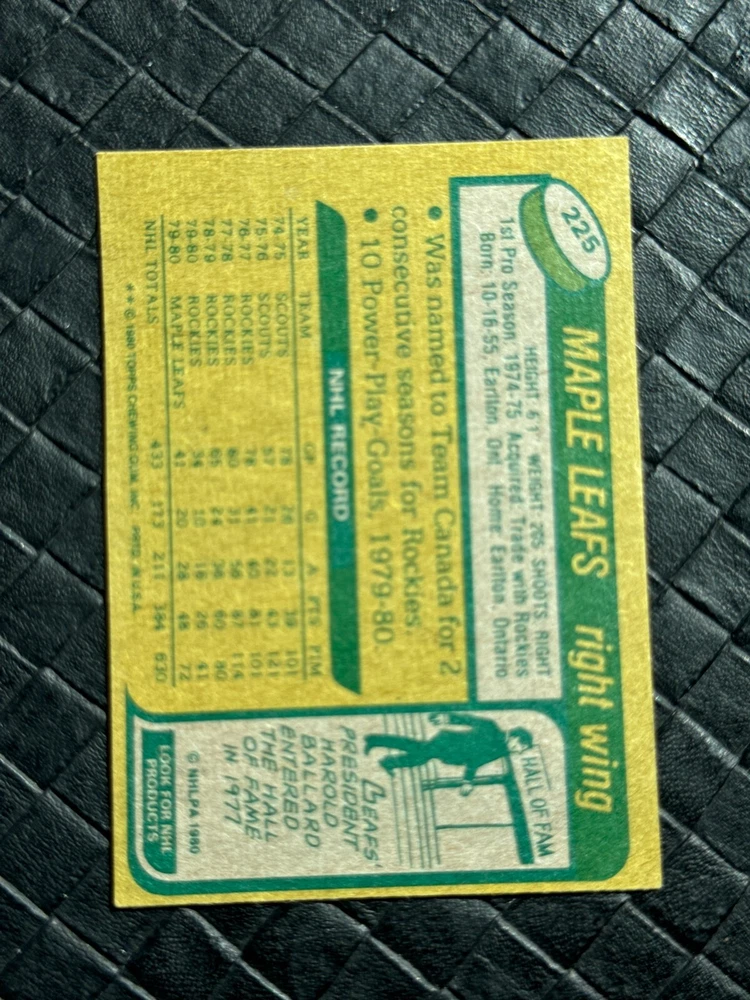 225
MAPLE LEAFS right wing
HEIGHT: 6'1" WEIGHT: 205 SHOOTS: RIGHT
1st Pro Season: 1974-75 Acquired: Trade with Rockies
Born: 10-16-55, Earlton, Ont. Home: Earlton, Ontario
• Was named to Team Canada for 2
consecutive seasons for Rockies.
• 10 Power-Play-Goals, 1979-80.
NHL RECORD
YEAR TEAM GP G A PTS PIM
74-75 SCOUTS 78 26 13 39 101
75-76 SCOUTS 57 21 22 43 121
76-77 ROCKIES 78 41 40 81 101
77-78 ROCKIES 80 31 56 87 114
78-79 ROCKIES 65 24 36 60 80
79-80 ROCKIES 34 10 16 26 41
79-80 MAPLE LEAFS 41 20 28 48 72
NHL TOTALS 433 173 211 384 630
** © 1980 TOPPS CHEWING GUM, INC. PRTD. IN U.S.A.
HALL OF FAM
LEAFS'
PRESIDENT
HAROLD
BALLARD
ENTERED
THE HALL
OF FAME
IN 1977
© NHLPA 1980
LOOK FOR NHL
PRODUCTS